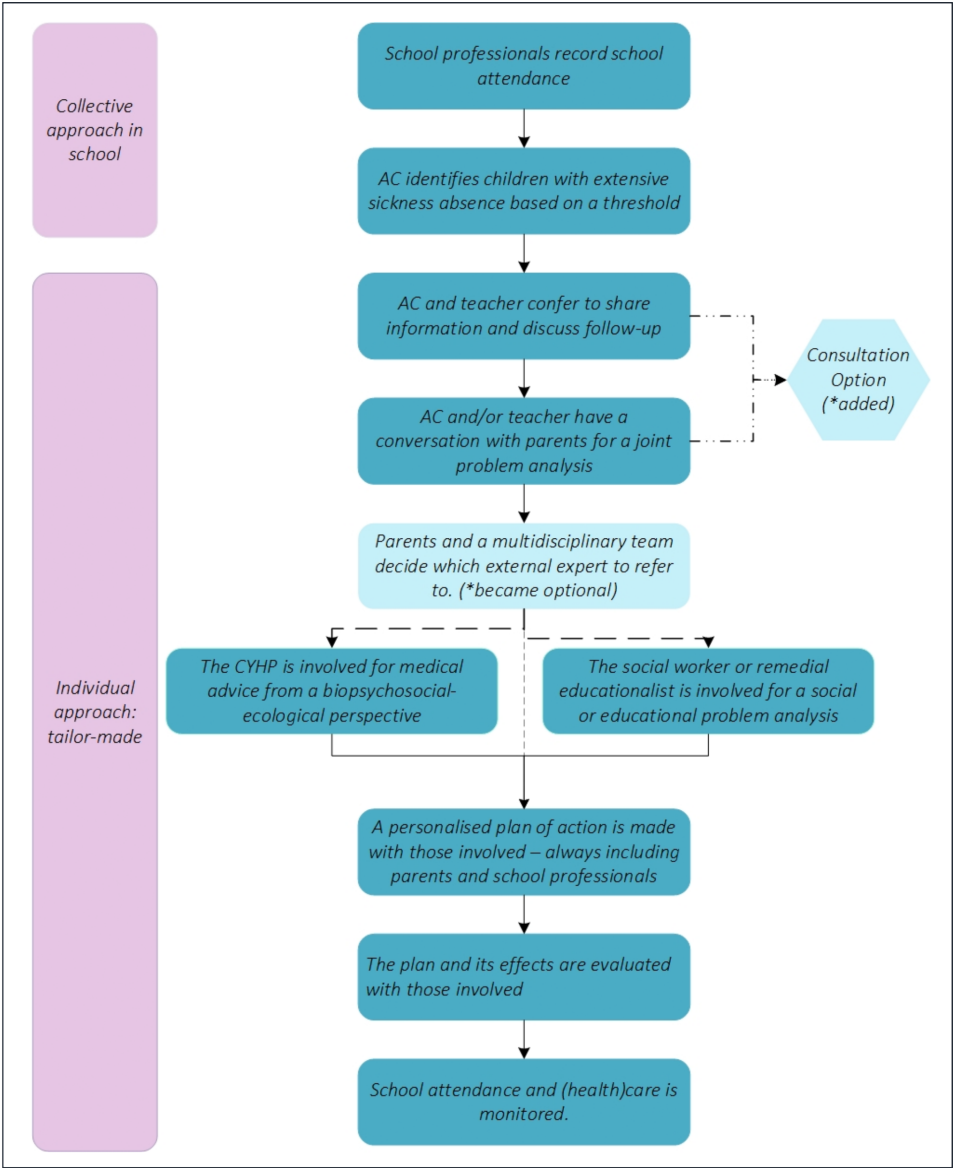 School professionals record school
attendance
Collective
approach in
school
AC identifies children with extensive
sickness absence based on a threshold
AC and teacher confer to share
information and discuss follow-up
Consultation
Option
(*added)
AC and/or teacher have a
conversation with parents for a joint
problem analysis
Parents and a multidisciplinary team
decide which external expert to refer
to. (*became optional)
Individual
approach:
tailor-made
The CYHP is involved for medical
advice from a biopsychosocial-
ecological perspective
The social worker or remedial
educationalist is involved for a social
or educational problem analysis
A personalised plan of action is made
with those involved – always including
parents and school professionals
The plan and its effects are evaluated
with those involved
School attendance and (health)care is
monitored.